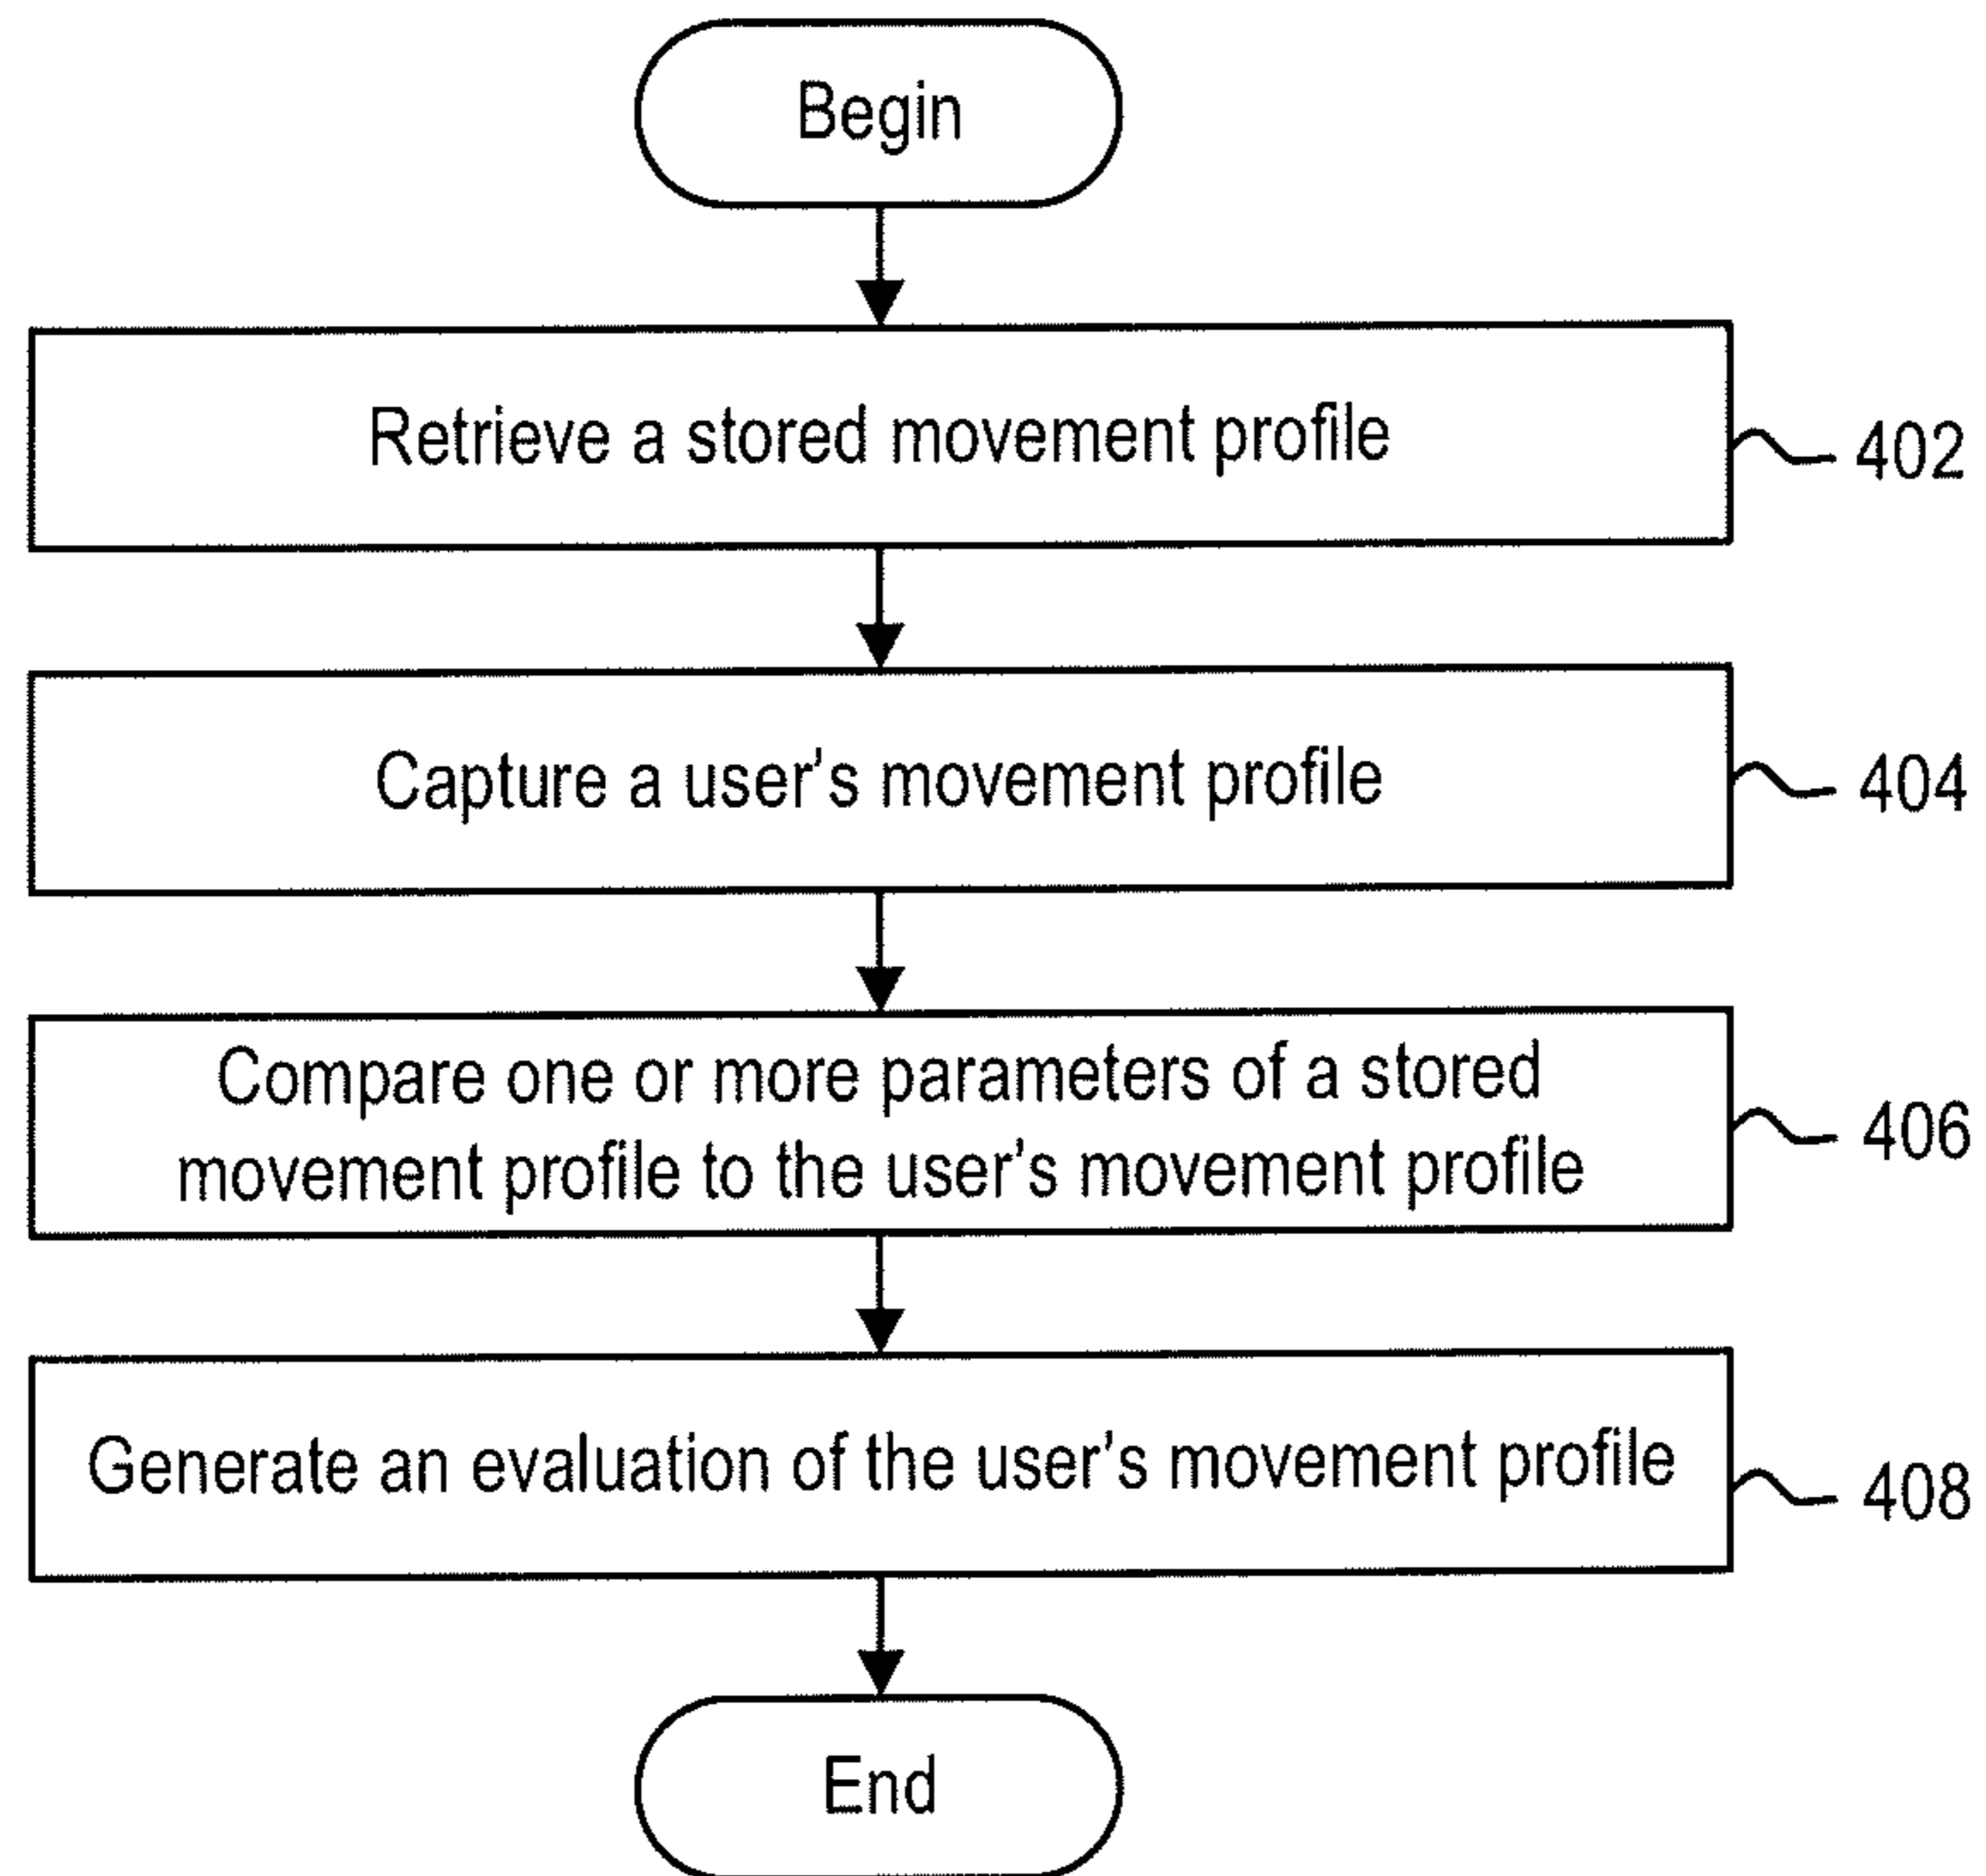 Begin
Retrieve a stored movement profile
402
Capture a user's movement profile
404
Compare one or more parameters of a stored
movement profile to the user's movement profile
406
Generate an evaluation of the user's movement profile
408
End